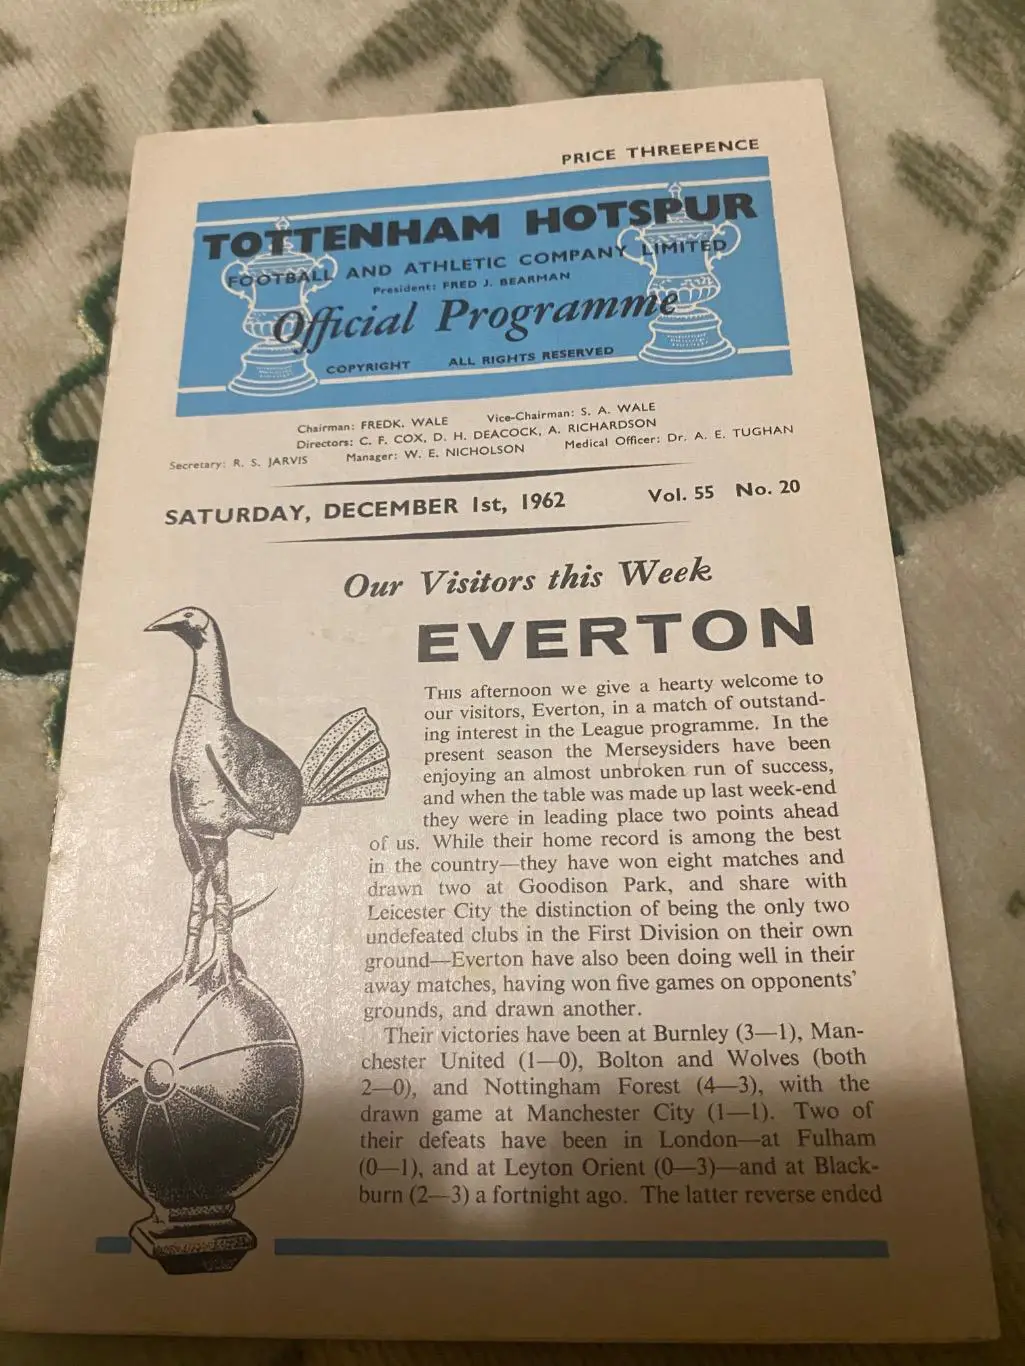 PRICE THREEPENCE
TOTTENHAM HOTSPUR
FOOTBALL AND ATHLETIC COMPANY LIMITED
President: FRED J. BEARMAN
Official Programme
COPYRIGHT ALL RIGHTS RESERVED
Chairman: FREDK. WALE Vice-Chairman: S. A. WALE
Directors: C. F. COX, D. H. DEACOCK, A. RICHARDSON
Secretary: R. S. JARVIS Manager: W. E. NICHOLSON Medical Officer: Dr. A. E. TUGHAN
SATURDAY, DECEMBER 1st, 1962 Vol. 55 No. 20
Our Visitors this Week
EVERTON
THIS afternoon we give a hearty welcome to
our visitors, Everton, in a match of outstand-
ing interest in the League programme. In the
present season the Merseysiders have been
enjoying an almost unbroken run of success,
and when the table was made up last week-end
they were in leading place two points ahead
of us. While their home record is among the best
in the country—they have won eight matches and
drawn two at Goodison Park, and share with
Leicester City the distinction of being the only two
undefeated clubs in the First Division on their own
ground—Everton have also been doing well in their
away matches, having won five games on opponents'
grounds, and drawn another.
Their victories have been at Burnley (3—1), Man-
chester United (1—0), Bolton and Wolves (both
2—0), and Nottingham Forest (4—3), with the
drawn game at Manchester City (1—1). Two of
their defeats have been in London—at Fulham
(0—1), and at Leyton Orient (0—3)—and at Black-
burn (2—3) a fortnight ago. The latter reverse ended